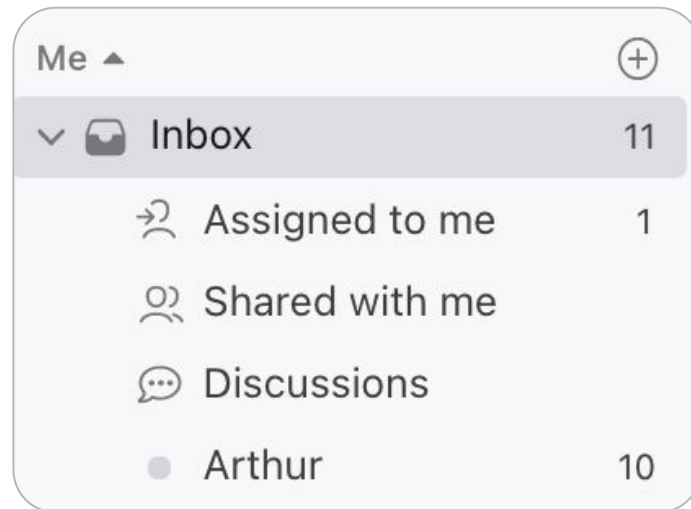 Me
Inbox 11
Assigned to me 1
Shared with me
Discussions
Arthur 10